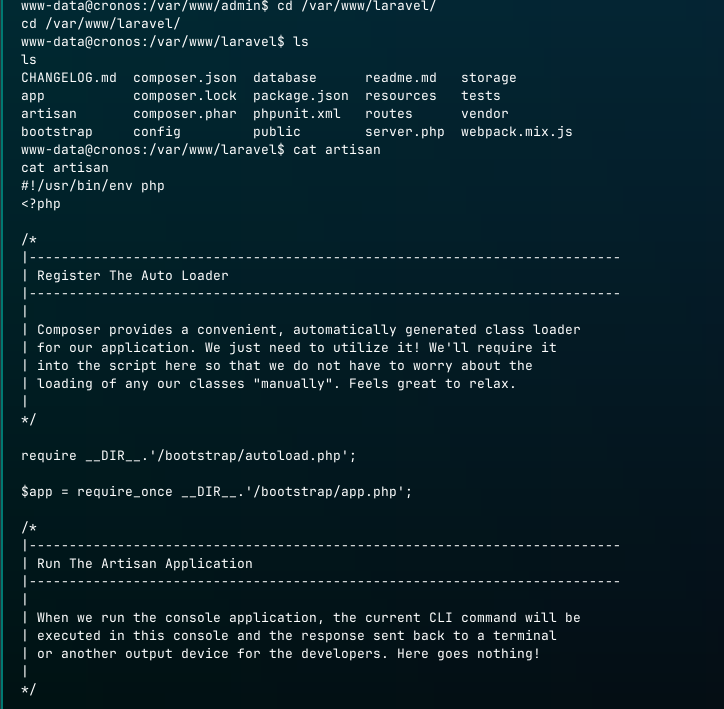 www-data@cronos:/var/www/admin$ cd /var/www/laravel/
cd /var/www/laravel/
www-data@cronos:/var/www/laravel$ ls
ls
CHANGELOG.md  composer.json  database      readme.md  storage
app           composer.lock  package.json  resources  tests
artisan       composer.phar  phpunit.xml   routes     vendor
bootstrap     config         public        server.php  webpack.mix.js
www-data@cronos:/var/www/laravel$ cat artisan
cat artisan
#!/usr/bin/env php
<?php

/*
|--------------------------------------------------------------------------
| Register The Auto Loader
|--------------------------------------------------------------------------
|
| Composer provides a convenient, automatically generated class loader
| for our application. We just need to utilize it! We'll require it
| into the script here so that we do not have to worry about the
| loading of any our classes "manually". Feels great to relax.
|
*/

require __DIR__.'/bootstrap/autoload.php';

$app = require_once __DIR__.'/bootstrap/app.php';

/*
|--------------------------------------------------------------------------
| Run The Artisan Application
|--------------------------------------------------------------------------
|
| When we run the console application, the current CLI command will be
| executed in this console and the response sent back to a terminal
| or another output device for the developers. Here goes nothing!
|
*/